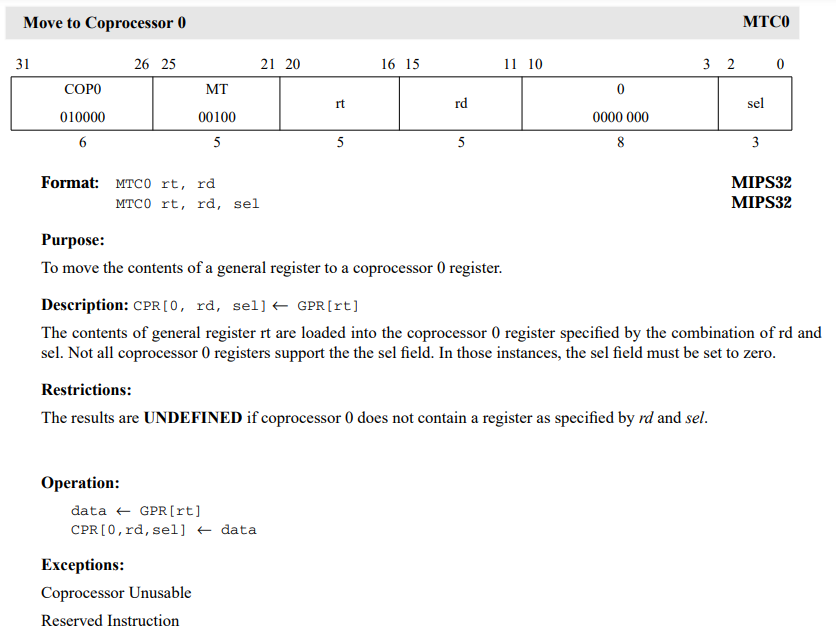 Move to Coprocessor 0 MTC0
31 26 25 21 20 16 15 11 10 3 2 0
COP0 MT rt rd 0 sel
010000 00100 0000 000
6 5 5 5 8 3
Format: MTC0 rt, rd MIPS32
MTC0 rt, rd, sel MIPS32
Purpose:
To move the contents of a general register to a coprocessor 0 register.
Description: CPR[0, rd, sel] ← GPR[rt]
The contents of general register rt are loaded into the coprocessor 0 register specified by the combination of rd and
sel. Not all coprocessor 0 registers support the the sel field. In those instances, the sel field must be set to zero.
Restrictions:
The results are UNDEFINED if coprocessor 0 does not contain a register as specified by rd and sel.
Operation:
data ← GPR[rt]
CPR[0,rd,sel] ← data
Exceptions:
Coprocessor Unusable
Reserved Instruction